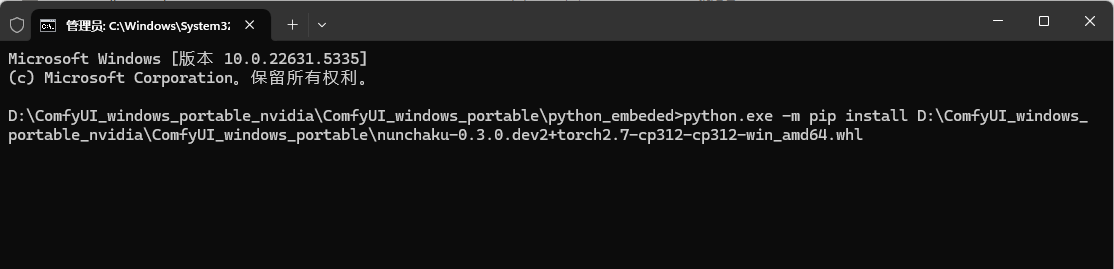 管理员: C:\Windows\System32
Microsoft Windows [版本 10.0.22631.5335]
(c) Microsoft Corporation。保留所有权利。
D:\ComfyUI_windows_portable_nvidia\ComfyUI_windows_portable\python_embeded>python.exe -m pip install D:\ComfyUI_windows_
portable_nvidia\ComfyUI_windows_portable\nunchaku-0.3.0.dev2+torch2.7-cp312-cp312-win_amd64.whl